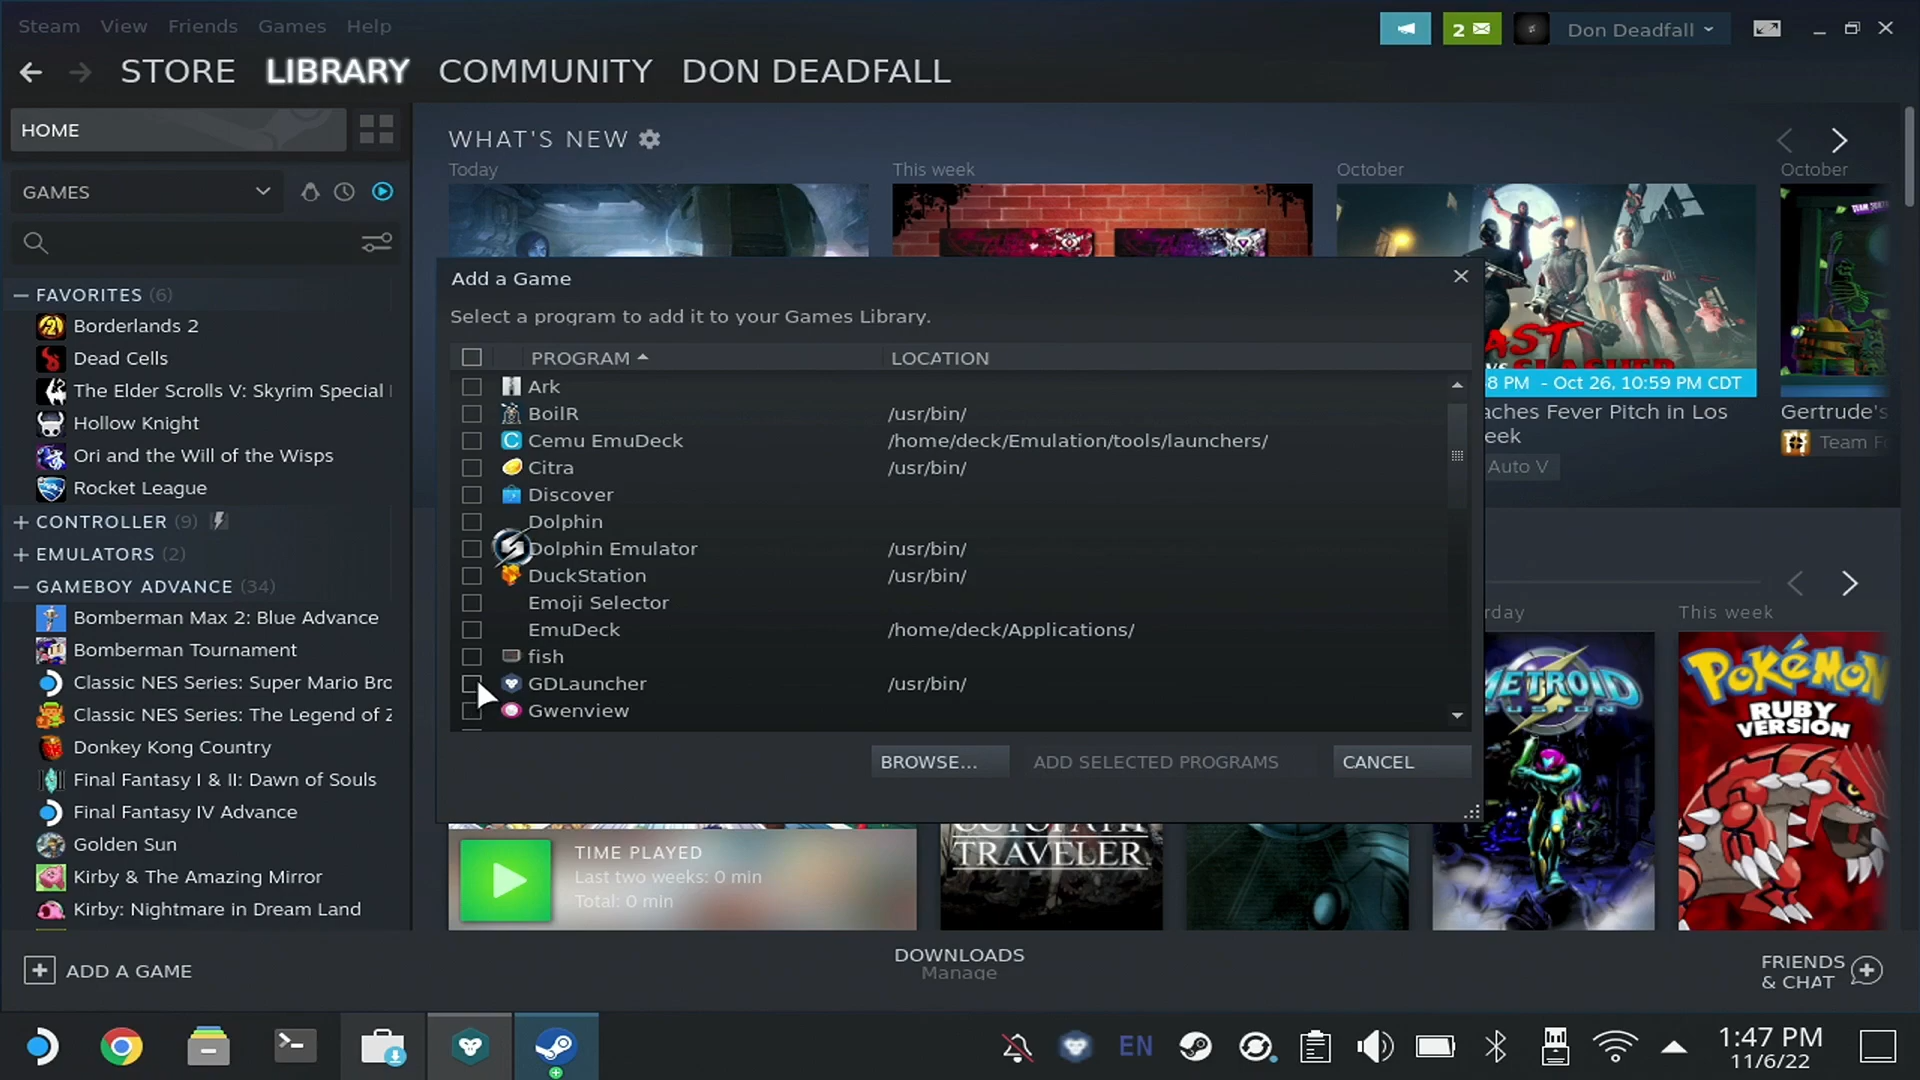 Steam View Friends Games Help
2
Don Deadfall
STORE LIBRARY COMMUNITY DON DEADFALL
HOME
GAMES
FAVORITES (6)
Borderlands 2
Dead Cells
The Elder Scrolls V: Skyrim Special
Hollow Knight
Ori and the Will of the Wisps
Rocket League
CONTROLLER (9)
EMULATORS (2)
GAMEBOY ADVANCE (34)
Bomberman Max 2: Blue Advance
Bomberman Tournament
Classic NES Series: Super Mario Bro
Classic NES Series: The Legend of Z
Donkey Kong Country
Final Fantasy I & II: Dawn of Souls
Final Fantasy IV Advance
Golden Sun
Kirby & The Amazing Mirror
Kirby: Nightmare in Dream Land
ADD A GAME
WHAT'S NEW
Today
This week
October
October
8 PM - Oct 26, 10:59 PM CDT
aches Fever Pitch in Los
eek
Auto V
Gertrude's
Team Fo
Add a Game
Select a program to add it to your Games Library.
PROGRAM LOCATION
Ark
BoilR /usr/bin/
Cemu EmuDeck /home/deck/Emulation/tools/launchers/
Citra /usr/bin/
Discover
Dolphin
Dolphin Emulator /usr/bin/
DuckStation /usr/bin/
Emoji Selector
EmuDeck /home/deck/Applications/
fish
GDLauncher /usr/bin/
Gwenview
BROWSE... ADD SELECTED PROGRAMS CANCEL
rday
This week
METROID
FUSION
POKéMON
RUBY
VERSION
TIME PLAYED
Last two weeks: 0 min
Total: 0 min
OCTOPATH
TRAVELER
DOWNLOADS
Manage
FRIENDS
& CHAT
EN
1:47 PM
11/6/22